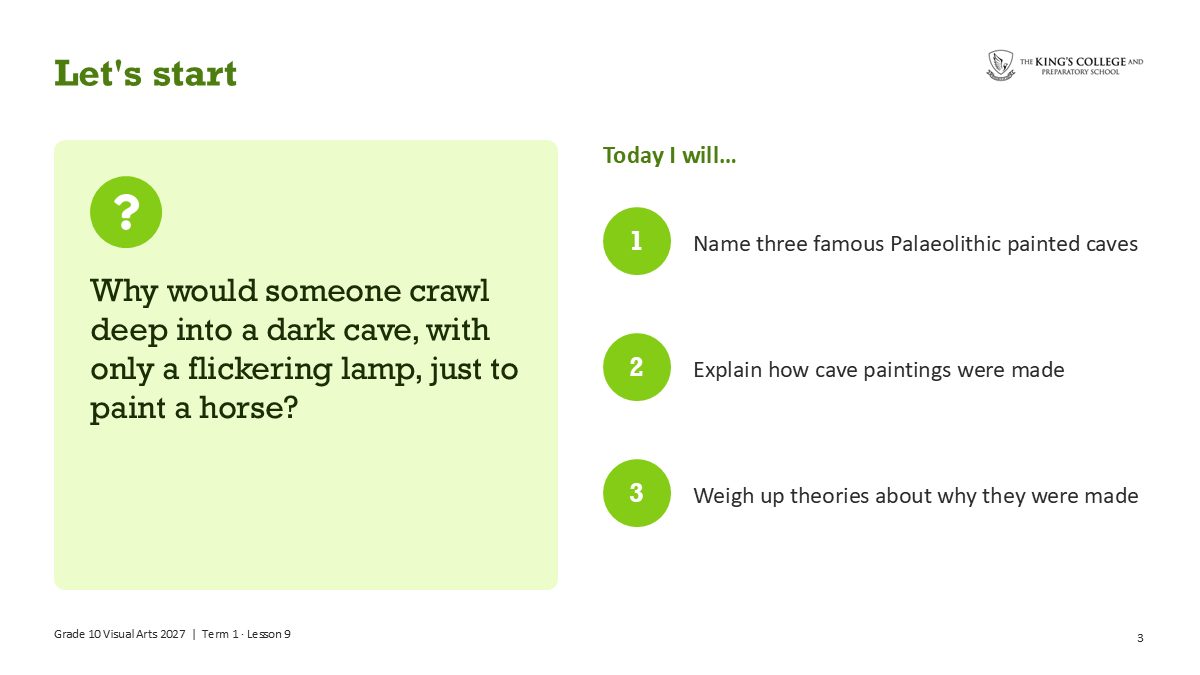 Let's start
THE KING'S COLLEGE AND
PREPARATORY SCHOOL
?
Why would someone crawl
deep into a dark cave, with
only a flickering lamp, just to
paint a horse?
Today I will...
1 Name three famous Palaeolithic painted caves
2 Explain how cave paintings were made
3 Weigh up theories about why they were made
Grade 10 Visual Arts 2027 | Term 1 · Lesson 9
3